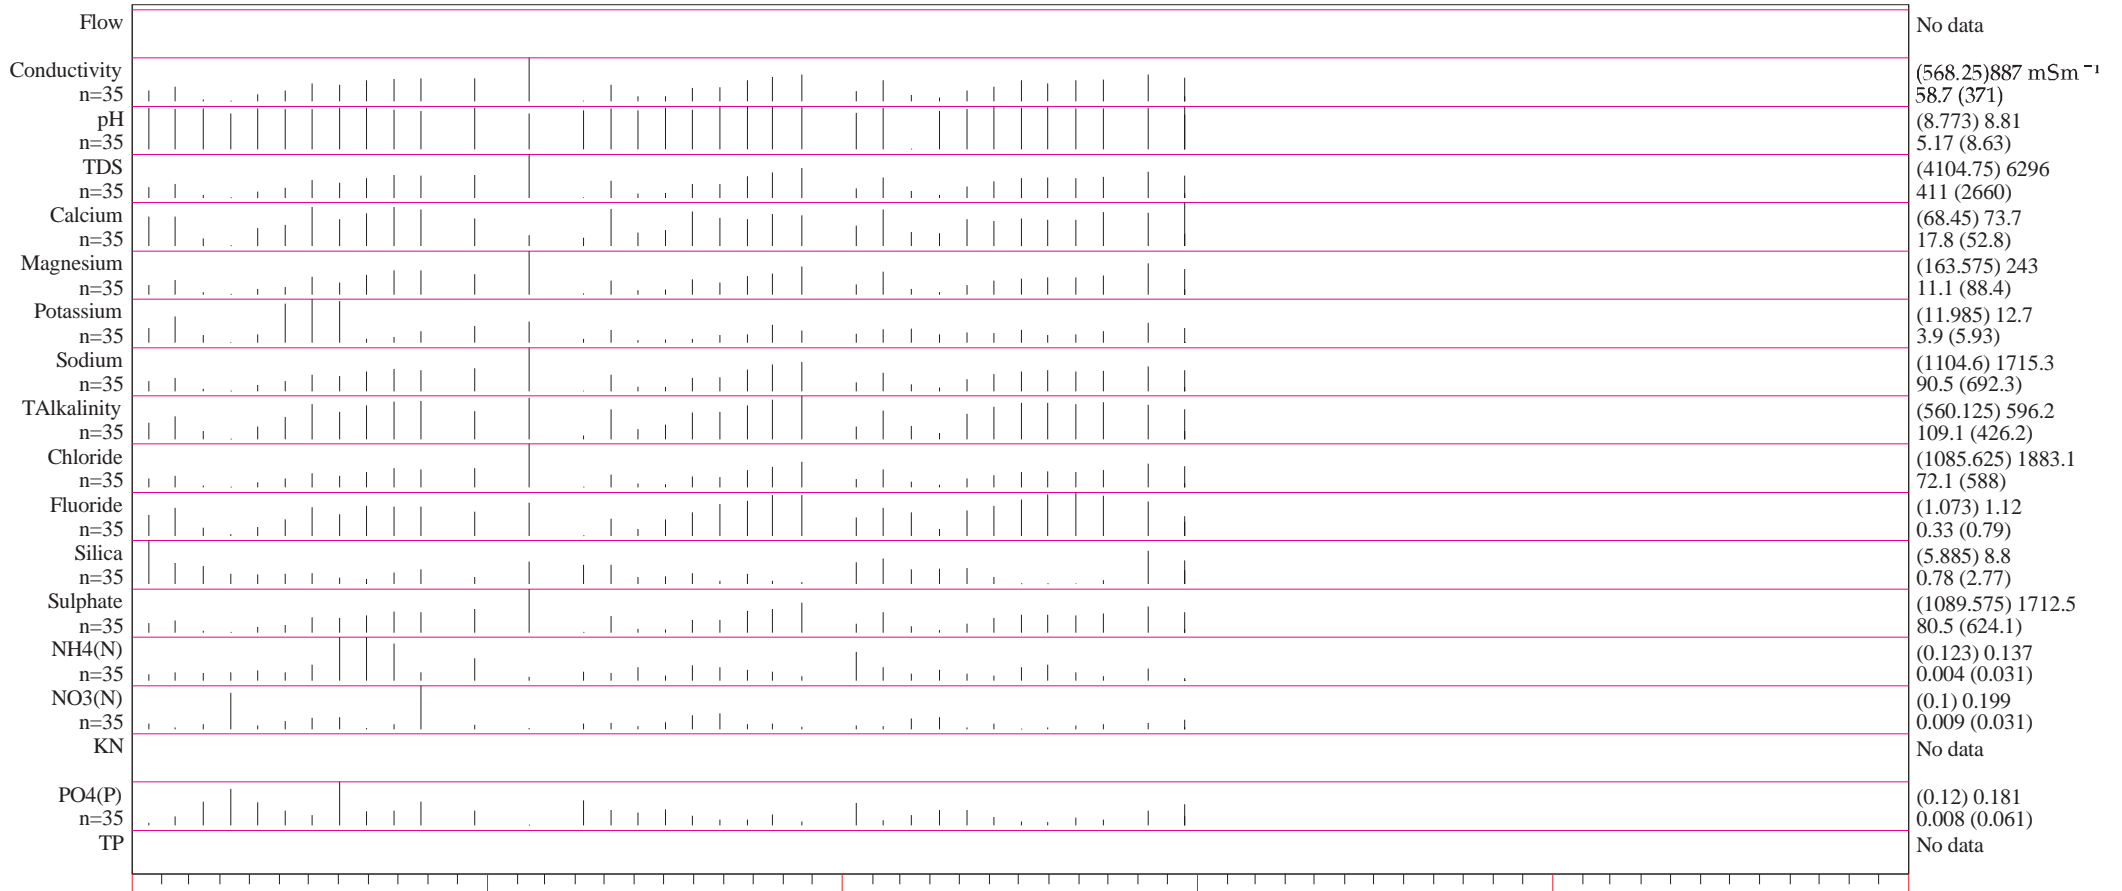 Flow
No data
Conductivity
n=35
(568.25)887 mSm⁻¹
58.7 (371)
pH
n=35
(8.773) 8.81
5.17 (8.63)
TDS
n=35
(4104.75) 6296
411 (2660)
Calcium
n=35
(68.45) 73.7
17.8 (52.8)
Magnesium
n=35
(163.575) 243
11.1 (88.4)
Potassium
n=35
(11.985) 12.7
3.9 (5.93)
Sodium
n=35
(1104.6) 1715.3
90.5 (692.3)
TAlkalinity
n=35
(560.125) 596.2
109.1 (426.2)
Chloride
n=35
(1085.625) 1883.1
72.1 (588)
Fluoride
n=35
(1.073) 1.12
0.33 (0.79)
Silica
n=35
(5.885) 8.8
0.78 (2.77)
Sulphate
n=35
(1089.575) 1712.5
80.5 (624.1)
NH4(N)
n=35
(0.123) 0.137
0.004 (0.031)
NO3(N)
n=35
(0.1) 0.199
0.009 (0.031)
KN
No data
PO4(P)
n=35
(0.12) 0.181
0.008 (0.061)
TP
No data